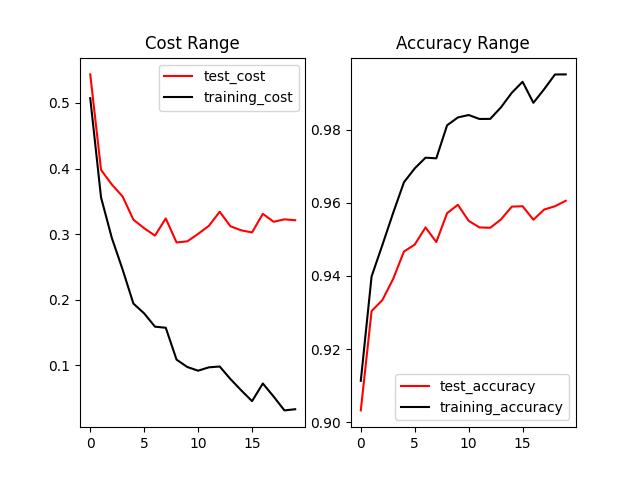 Cost Range
test_cost
training_cost
0.5
0.4
0.3
0.2
0.1
0 5 10 15
Accuracy Range
0.98
0.96
0.94
0.92
0.90
test_accuracy
training_accuracy
0 5 10 15